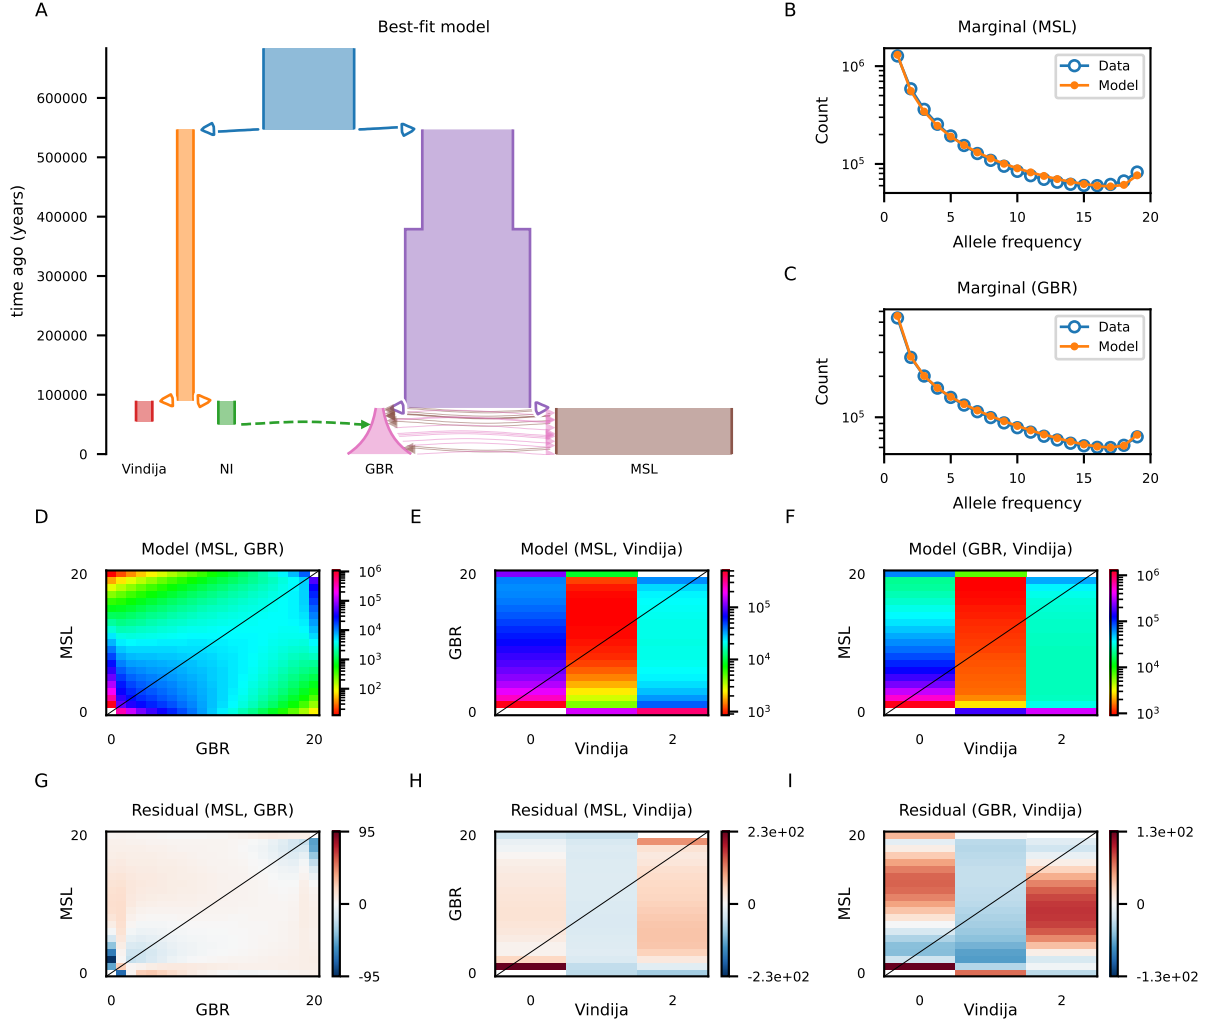 A
Best-fit model
time ago (years)
600000
500000
400000
300000
200000
100000
0
Vindija
NI
GBR
MSL
B
Marginal (MSL)
Count
10^6
10^5
Data
Model
0
5
10
15
20
Allele frequency
C
Marginal (GBR)
Count
10^5
Data
Model
0
5
10
15
20
Allele frequency
D
Model (MSL, GBR)
MSL
20
0
0
20
GBR
10^6
10^5
10^4
10^3
10^2
E
Model (MSL, Vindija)
GBR
20
0
0
2
Vindija
10^5
10^4
10^3
F
Model (GBR, Vindija)
MSL
20
0
0
2
Vindija
10^6
10^5
10^4
10^3
G
Residual (MSL, GBR)
MSL
20
0
0
20
GBR
95
0
-95
H
Residual (MSL, Vindija)
GBR
20
0
0
2
Vindija
2.3e+02
0
-2.3e+02
I
Residual (GBR, Vindija)
MSL
20
0
0
2
Vindija
1.3e+02
0
-1.3e+02